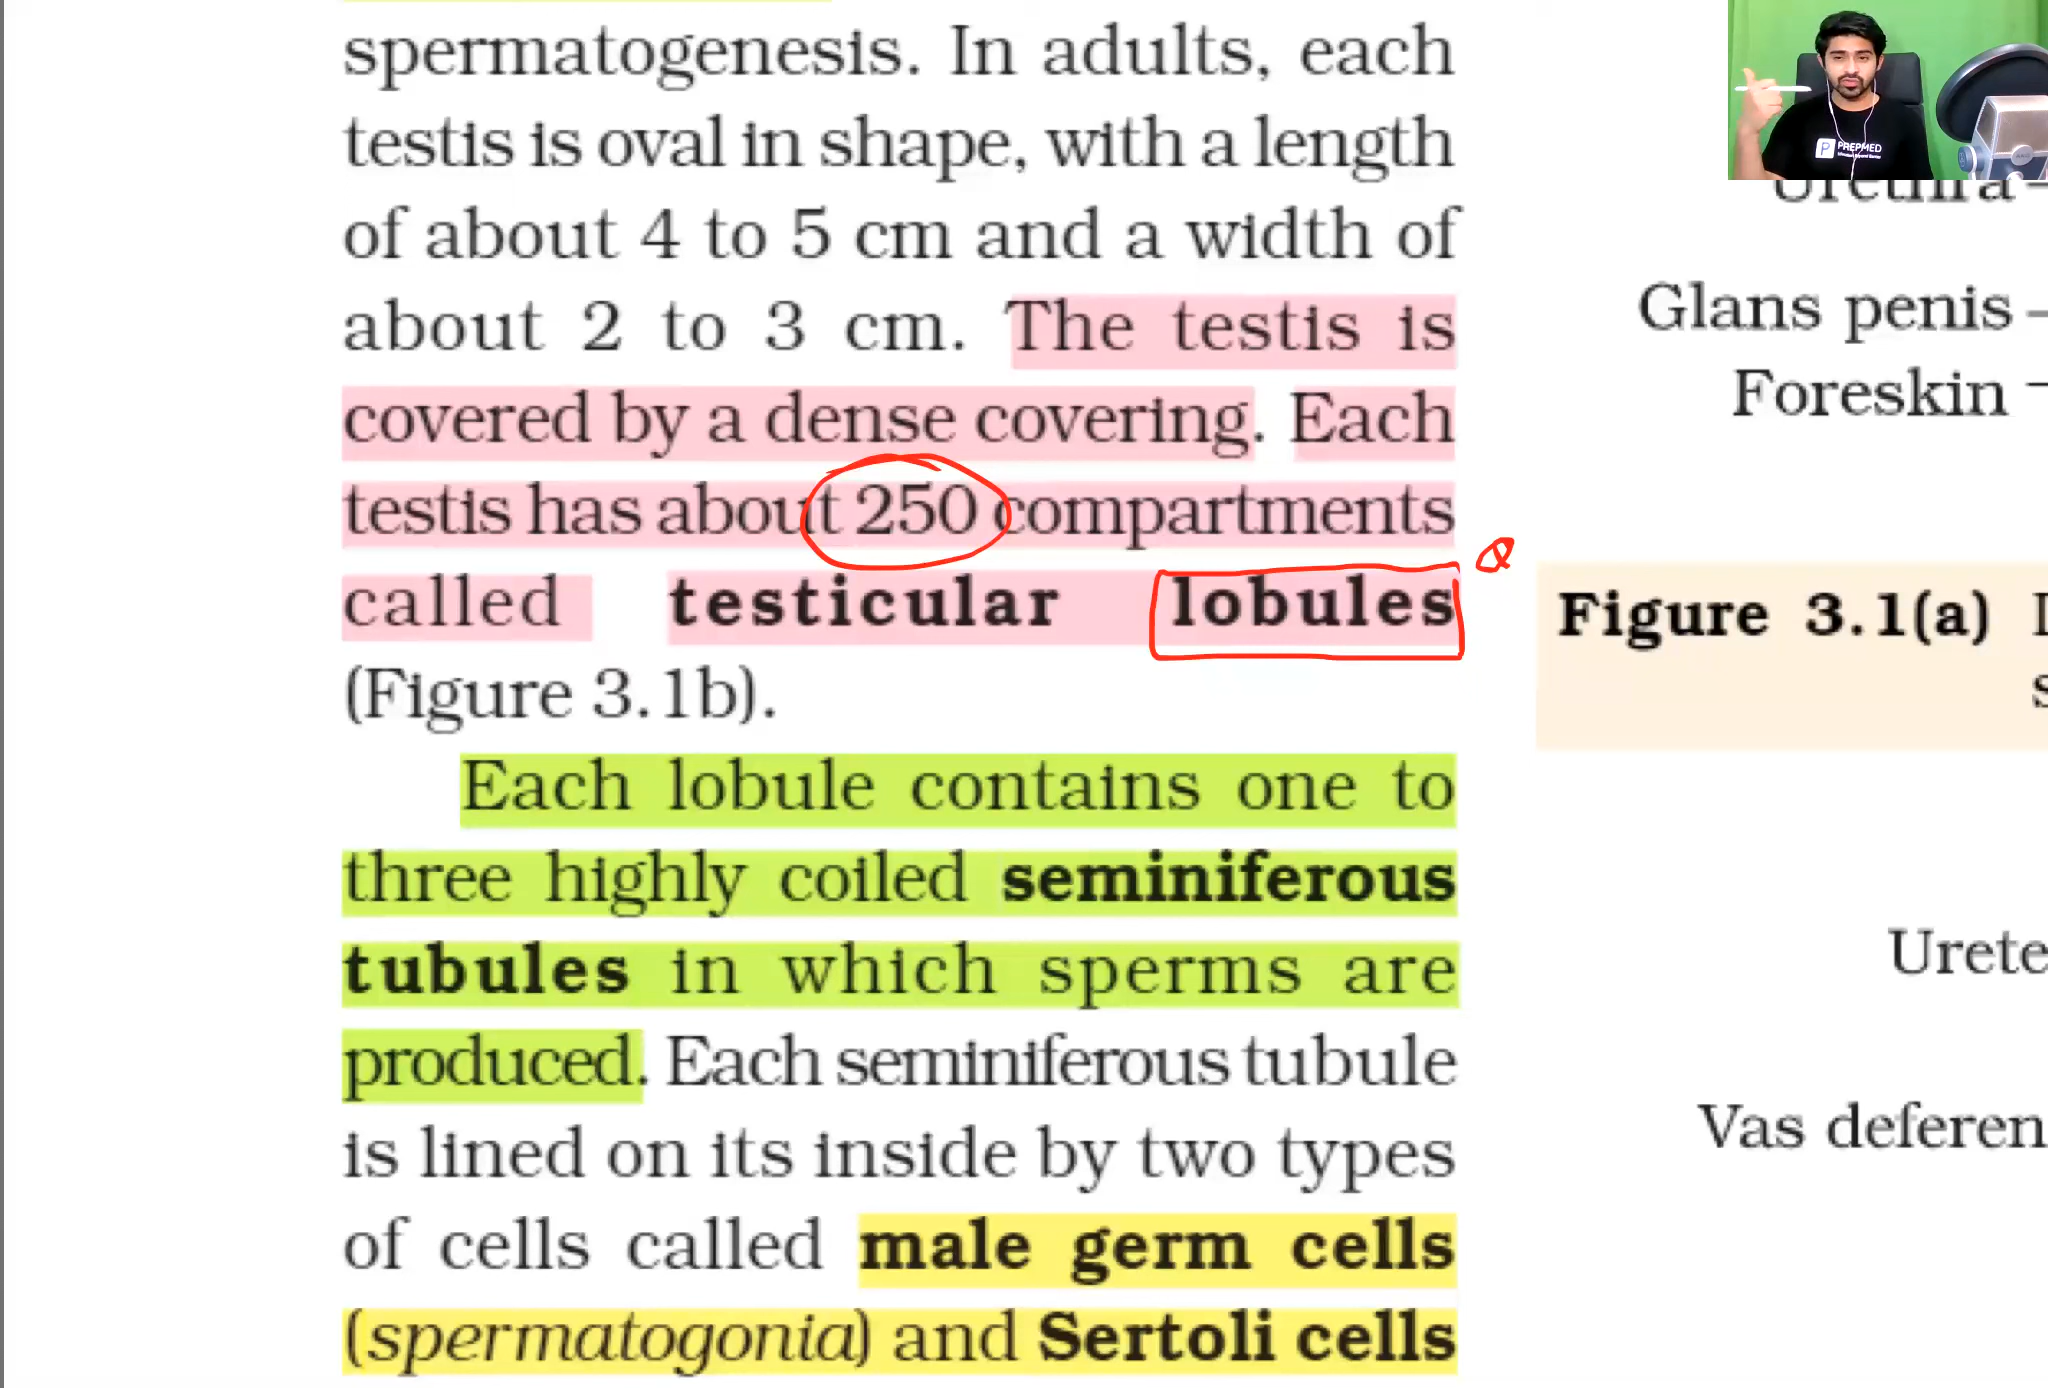 spermatogenesis. In adults, each
testis is oval in shape, with a length
of about 4 to 5 cm and a width of
about 2 to 3 cm. The testis is
covered by a dense covering. Each
testis has about 250 compartments
called testicular lobules
(Figure 3.1b).
Each lobule contains one to
three highly coiled seminiferous
tubules in which sperms are
produced. Each seminiferous tubule
is lined on its inside by two types
of cells called male germ cells
(spermatogonia) and Sertoli cells
P PREPMED
Urethra
Glans penis
Foreskin
Figure 3.1(a)
Urete
Vas deferen